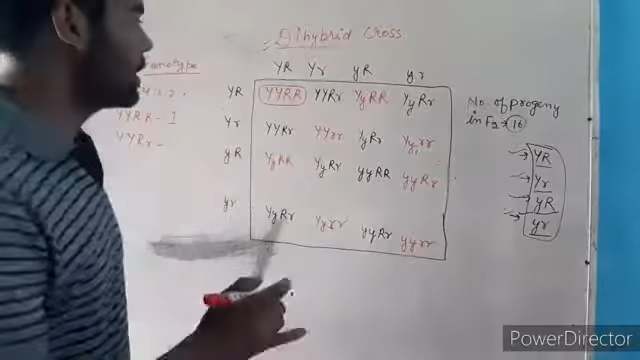 Dihybrid Cross
YR Yr yR yr
YR YYRR YYRr YyRR YyRr
Yr YYRr YYrr YyRr Yyrr
yR YyRR YyRr yyRR yyRr
yr YyRr Yyrr yyRr yyrr
YYRR - 1
YYRr -
No. of progeny
in F2 → 16
→ YR
→ Yr
→ yR
→ yr
PowerDirector